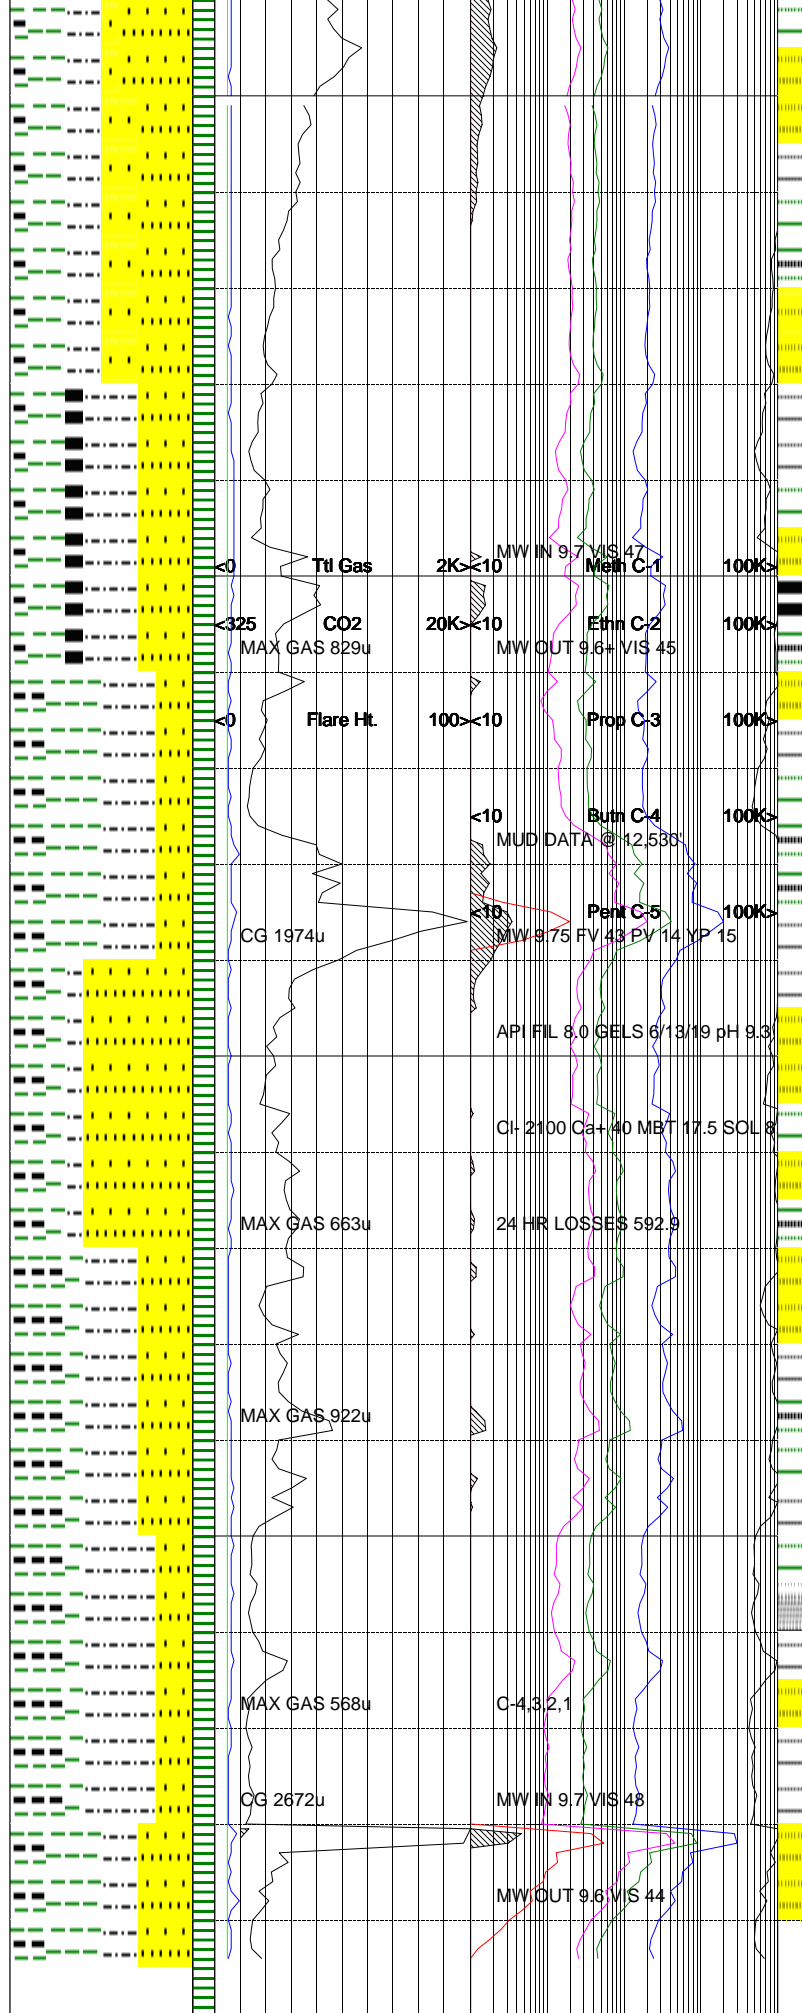 MW IN 9.7 VIS 47
<0 Ttl Gas 2K> <10 Meth C-1 100K>
<325 CO2 20K> <10 Ethn C-2 100K>
MAX GAS 829u MW OUT 9.6+ VIS 45
<0 Flare Ht. 100> <10 Prop C-3 100K>
<10 Butn C-4 100K>
MUD DATA @ 12,530'
<10 Pent C-5 100K>
CG 1974u MW 9.75 FV 43 PV 14 YP 15
API FIL 8.0 GELS 6/13/19 pH 9.3
Cl- 2100 Ca+ 40 MBT 17.5 SOL 8
MAX GAS 663u 24 HR LOSSES 592.9
MAX GAS 922u
MAX GAS 568u C-4,3,2,1
CG 2672u MW IN 9.7 VIS 48
MW OUT 9.6 VIS 44